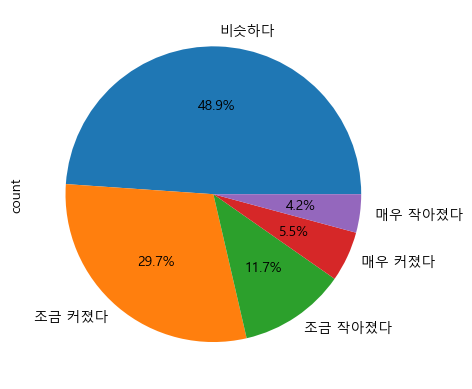 비슷하다
48.9%
count
4.2%
매우 작아졌다
5.5%
매우 커졌다
29.7%
11.7%
조금 커졌다
조금 작아졌다